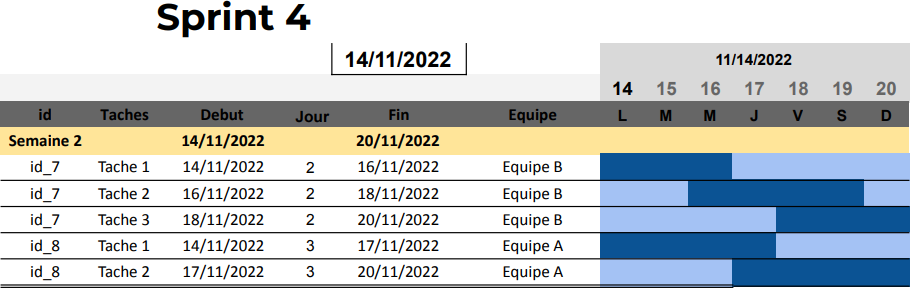 Sprint 4
14/11/2022 11/14/2022
14 15 16 17 18 19 20
id Taches Debut Jour Fin Equipe L M M J V S D
Semaine 2 14/11/2022 20/11/2022
id_7 Tache 1 14/11/2022 2 16/11/2022 Equipe B
id_7 Tache 2 16/11/2022 2 18/11/2022 Equipe B
id_7 Tache 3 18/11/2022 2 20/11/2022 Equipe B
id_8 Tache 1 14/11/2022 3 17/11/2022 Equipe A
id_8 Tache 2 17/11/2022 3 20/11/2022 Equipe A